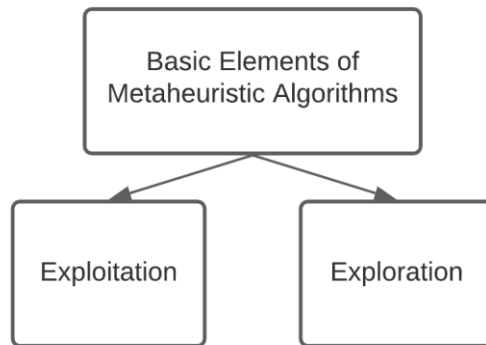 Basic Elements of
Metaheuristic Algorithms
Exploitation
Exploration